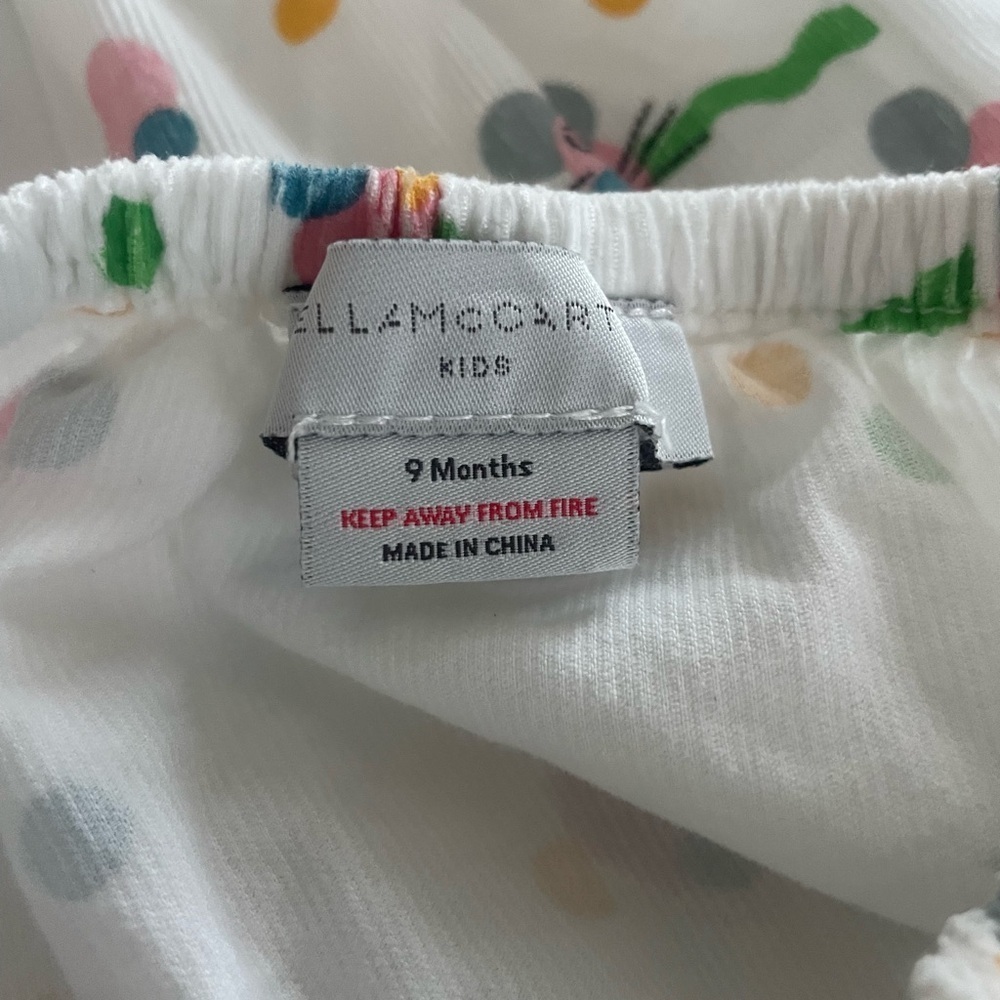 ELLAMcCART
KIDS
9 Months
KEEP AWAY FROM FIRE
MADE IN CHINA